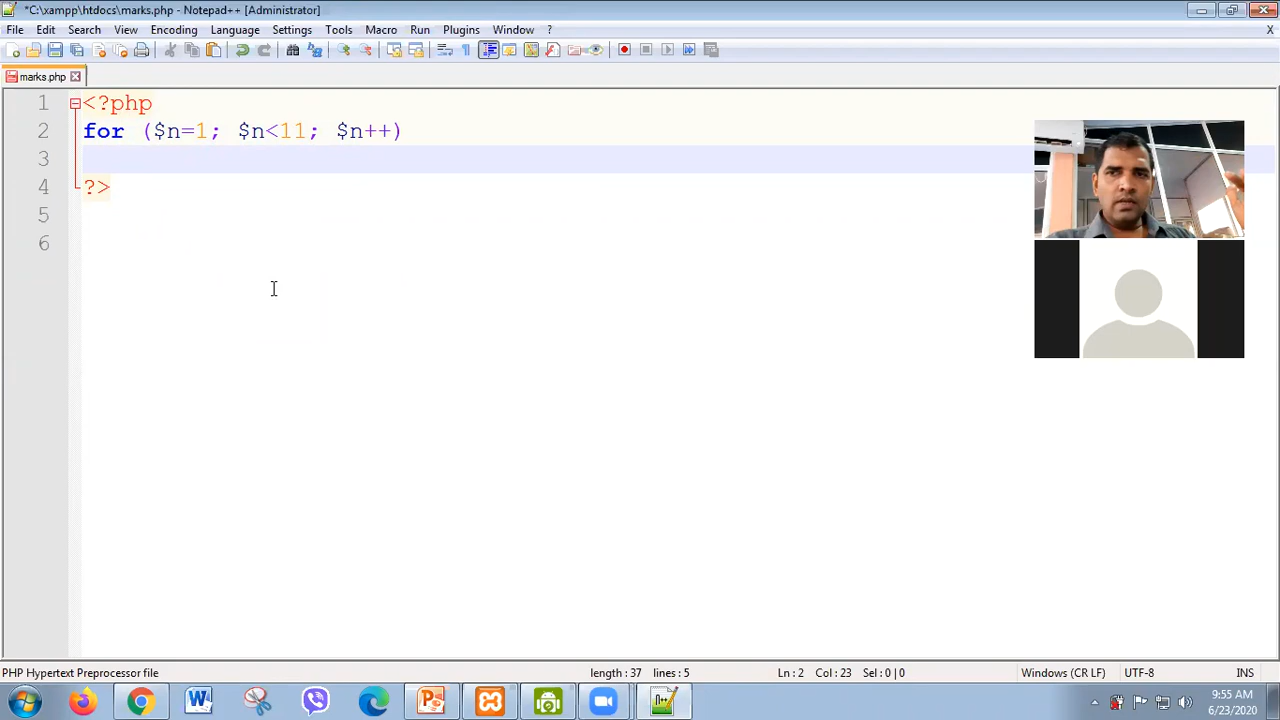 *C:\xampp\htdocs\marks.php - Notepad++ [Administrator]
File Edit Search View Encoding Language Settings Tools Macro Run Plugins Window ? X
marks.php
1 <?php
2 for ($n=1; $n<11; $n++)
3
4 ?>
5
6
PHP Hypertext Preprocessor file length : 37 lines : 5 Ln : 2 Col : 23 Sel : 0 | 0 Windows (CR LF) UTF-8 INS
9:55 AM
6/23/2020